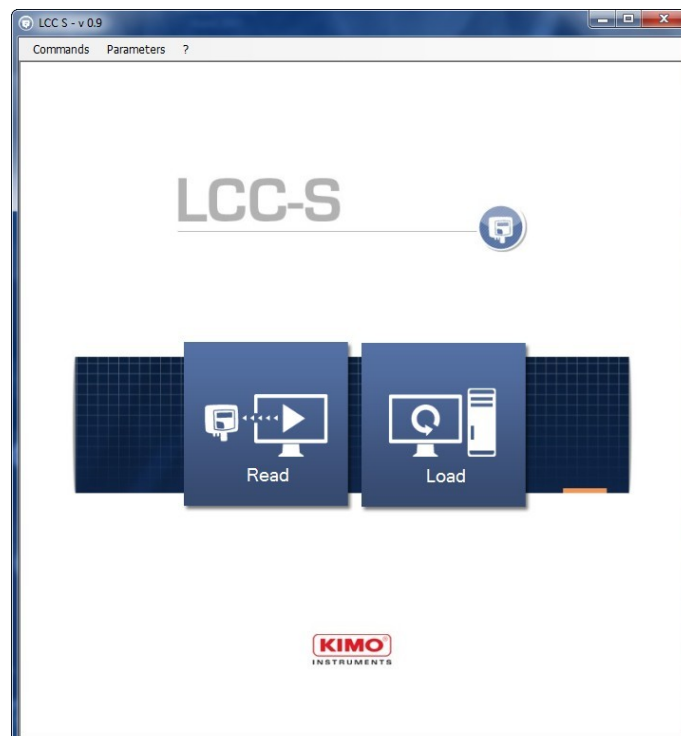 LCC S - v 0.9
Commands Parameters ?
LCC-S
Read Load
KIMO®
INSTRUMENTS